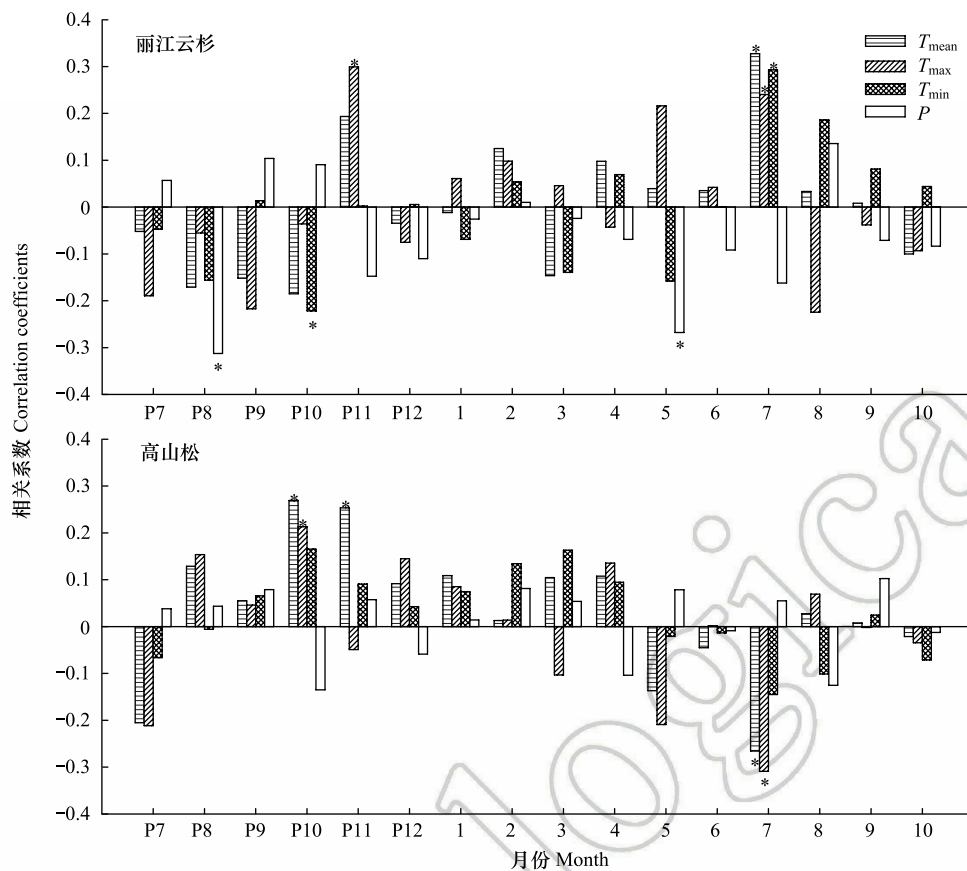 丽江云杉
T_mean
T_max
T_min
P
0.4
0.3
0.2
0.1
0
−0.1
−0.2
−0.3
−0.4
* * * * * * * *
P7 P8 P9 P10 P11 P12 1 2 3 4 5 6 7 8 9 10
相关系数 Correlation coefficients
高山松
0.4
0.3
0.2
0.1
0
−0.1
−0.2
−0.3
−0.4
* * * * *
P7 P8 P9 P10 P11 P12 1 2 3 4 5 6 7 8 9 10
月份 Month
logica